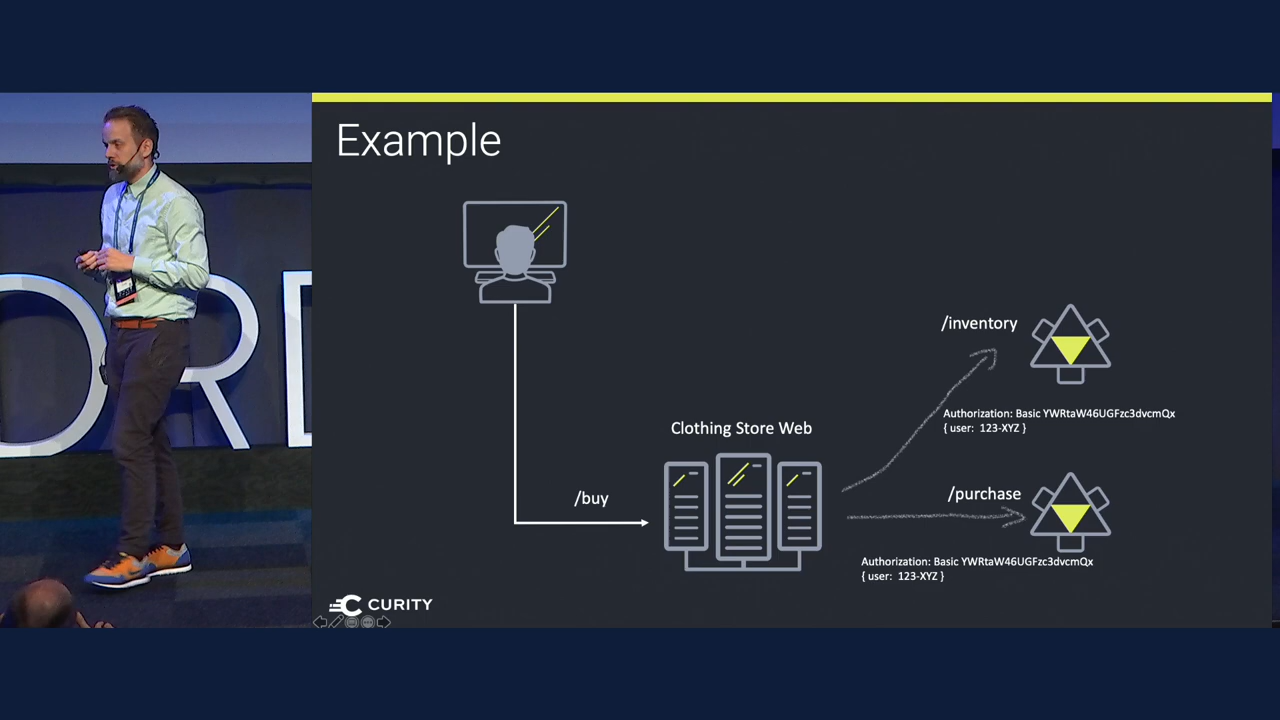 Example
/inventory
Authorization: Basic YWRtaW46UGFzc3dvcmQx
{ user: 123-XYZ }
Clothing Store Web
/buy
/purchase
Authorization: Basic YWRtaW46UGFzc3dvcmQx
{ user: 123-XYZ }
CURITY
ORD